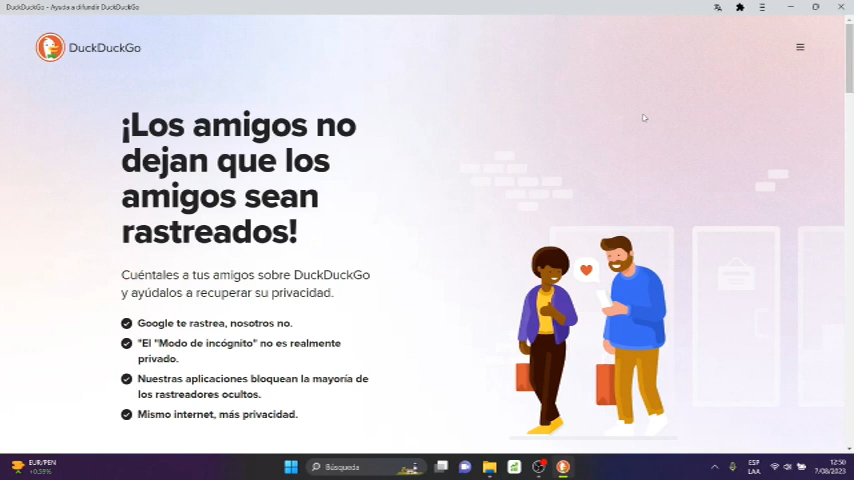 DuckDuckGo - Ayuda a difundir DuckDuckGo
DuckDuckGo
¡Los amigos no
dejan que los
amigos sean
rastreados!
Cuéntales a tus amigos sobre DuckDuckGo
y ayúdalos a recuperar su privacidad.
Google te rastrea, nosotros no.
"El "Modo de incógnito" no es realmente
privado.
Nuestras aplicaciones bloquean la mayoría de
los rastreadores ocultos.
Mismo internet, más privacidad.
EUR/PEN
+0.59%
Búsqueda
ESP
LAA
12:50
7/08/2023